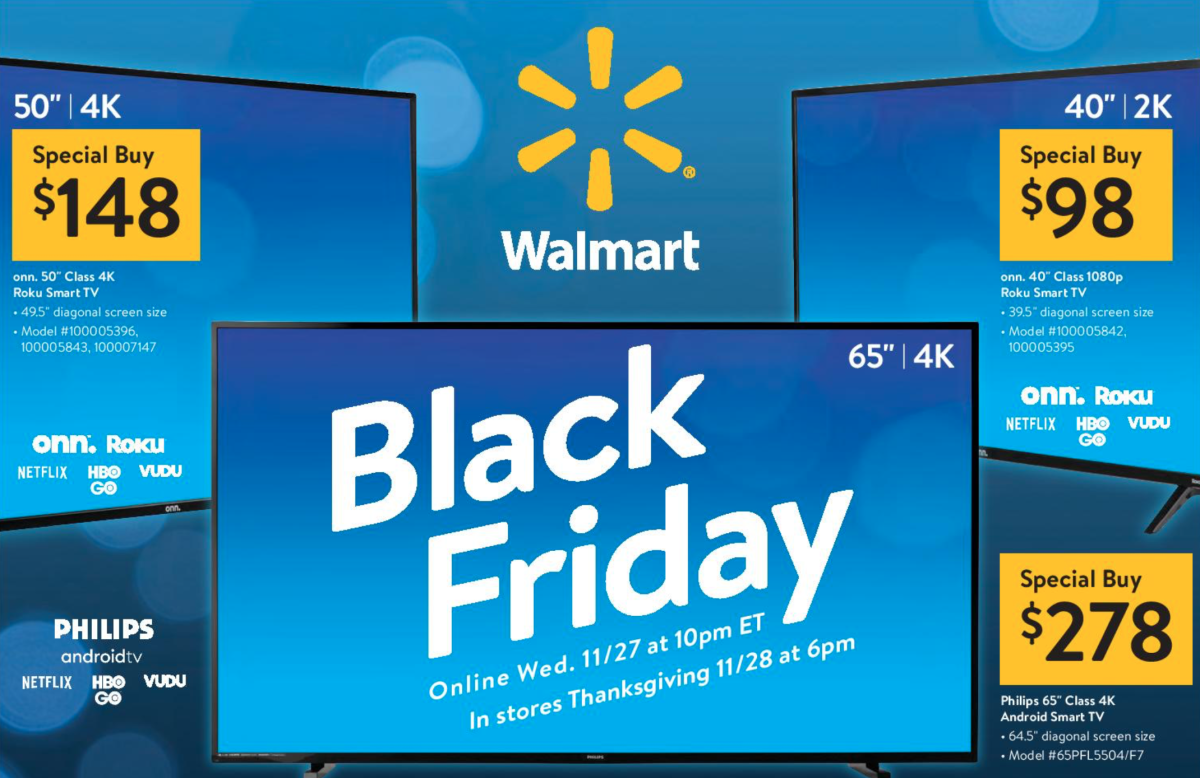 50" | 4K
Special Buy
$148
onn. 50" Class 4K
Roku Smart TV
• 49.5" diagonal screen size
• Model #100005396,
100005843, 100007147
onn. Roku
NETFLIX HBO GO VUDU
onn.
®
Walmart
40" | 2K
Special Buy
$98
onn. 40" Class 1080p
Roku Smart TV
• 39.5" diagonal screen size
• Model #100005842,
100005395
onn. Roku
NETFLIX HBO GO VUDU
65" | 4K
Black
Friday
Online Wed. 11/27 at 10pm ET
In stores Thanksgiving 11/28 at 6pm
PHILIPS
PHILIPS
androidtv
NETFLIX HBO GO VUDU
Special Buy
$278
Philips 65" Class 4K
Android Smart TV
• 64.5" diagonal screen size
• Model #65PFL5504/F7